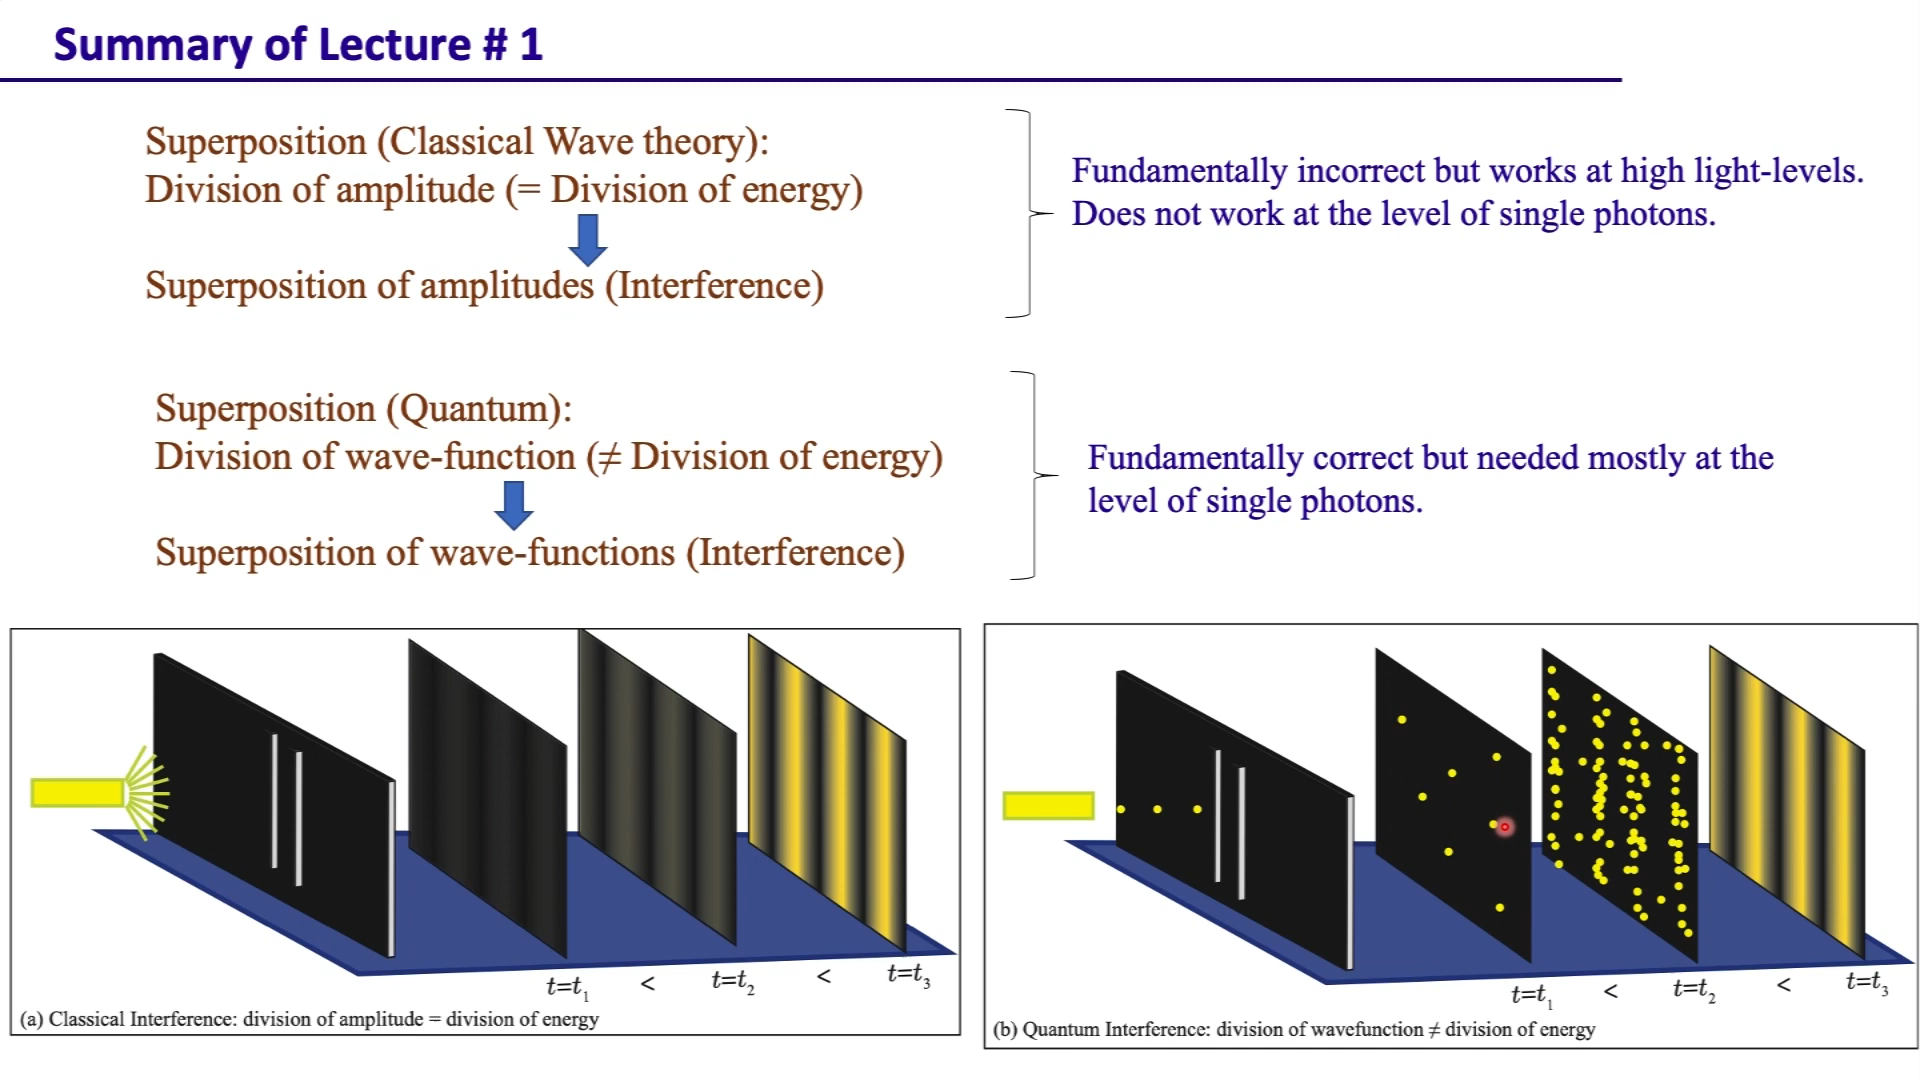 Summary of Lecture # 1
Superposition (Classical Wave theory):
Division of amplitude (= Division of energy)
Superposition of amplitudes (Interference)
Fundamentally incorrect but works at high light-levels.
Does not work at the level of single photons.
Superposition (Quantum):
Division of wave-function (≠ Division of energy)
Superposition of wave-functions (Interference)
Fundamentally correct but needed mostly at the
level of single photons.
t=t₁ < t=t₂ < t=t₃
(a) Classical Interference: division of amplitude = division of energy
t=t₁ < t=t₂ < t=t₃
(b) Quantum Interference: division of wavefunction ≠ division of energy